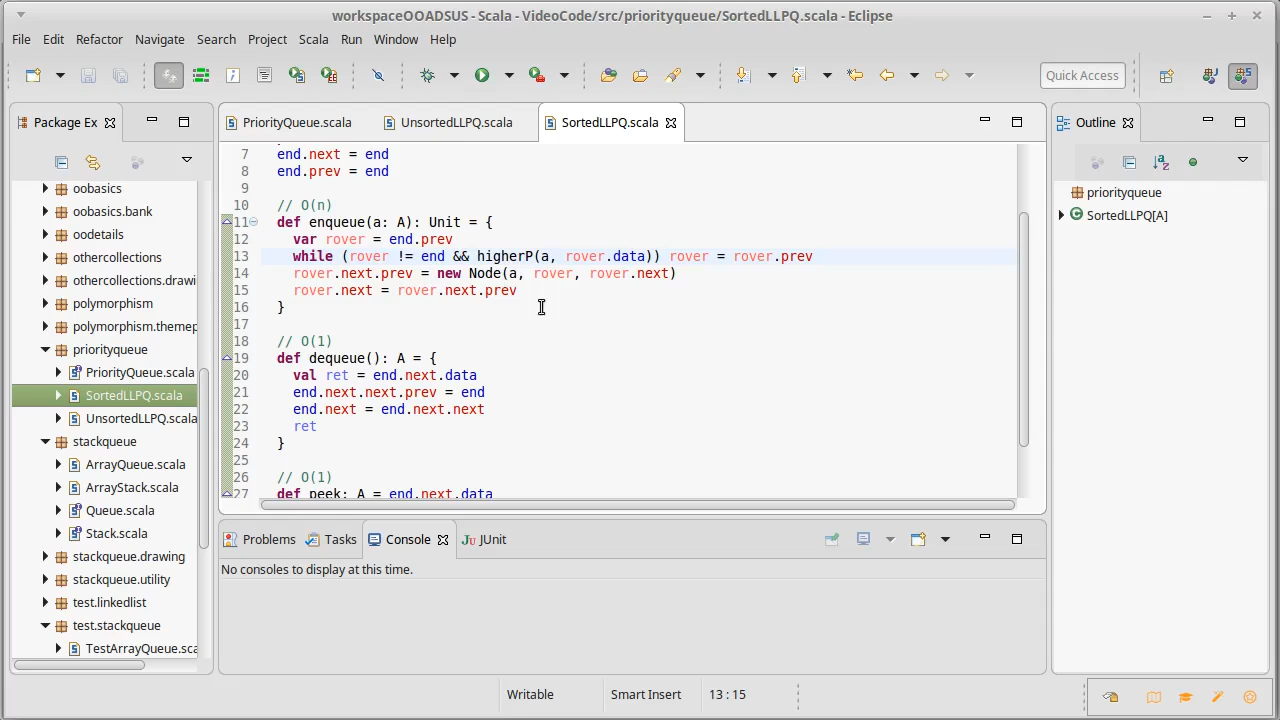 workspaceOOADSUS - Scala - VideoCode/src/priorityqueue/SortedLLPQ.scala - Eclipse
File Edit Refactor Navigate Search Project Scala Run Window Help
Quick Access
Package Ex
PriorityQueue.scala UnsortedLLPQ.scala SortedLLPQ.scala
Outline
oobasics
oobasics.bank
oodetails
othercollections
othercollections.drawi
polymorphism
polymorphism.themep
priorityqueue
PriorityQueue.scala
SortedLLPQ.scala
UnsortedLLPQ.scala
stackqueue
ArrayQueue.scala
ArrayStack.scala
Queue.scala
Stack.scala
stackqueue.drawing
stackqueue.utility
test.linkedlist
test.stackqueue
TestArrayQueue.sca
7 end.next = end
8 end.prev = end
9
10 // O(n)
11 def enqueue(a: A): Unit = {
12 var rover = end.prev
13 while (rover != end && higherP(a, rover.data)) rover = rover.prev
14 rover.next.prev = new Node(a, rover, rover.next)
15 rover.next = rover.next.prev
16 }
17
18 // O(1)
19 def dequeue(): A = {
20 val ret = end.next.data
21 end.next.next.prev = end
22 end.next = end.next.next
23 ret
24 }
25
26 // O(1)
27 def peek: A = end.next.data
priorityqueue
SortedLLPQ[A]
Problems Tasks Console JUnit
No consoles to display at this time.
Writable Smart Insert 13 : 15